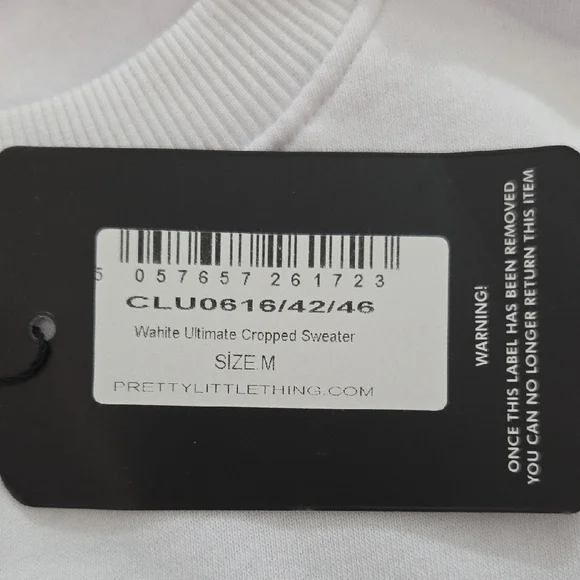 5 057657 261723
CLU0616/42/46
Wahite Ultimate Cropped Sweater
SİZE.M
PRETTYLITTLETHING.COM
WARNING!
ONCE THIS LABEL HAS BEEN REMOVED
YOU CAN NO LONGER RETURN THIS ITEM